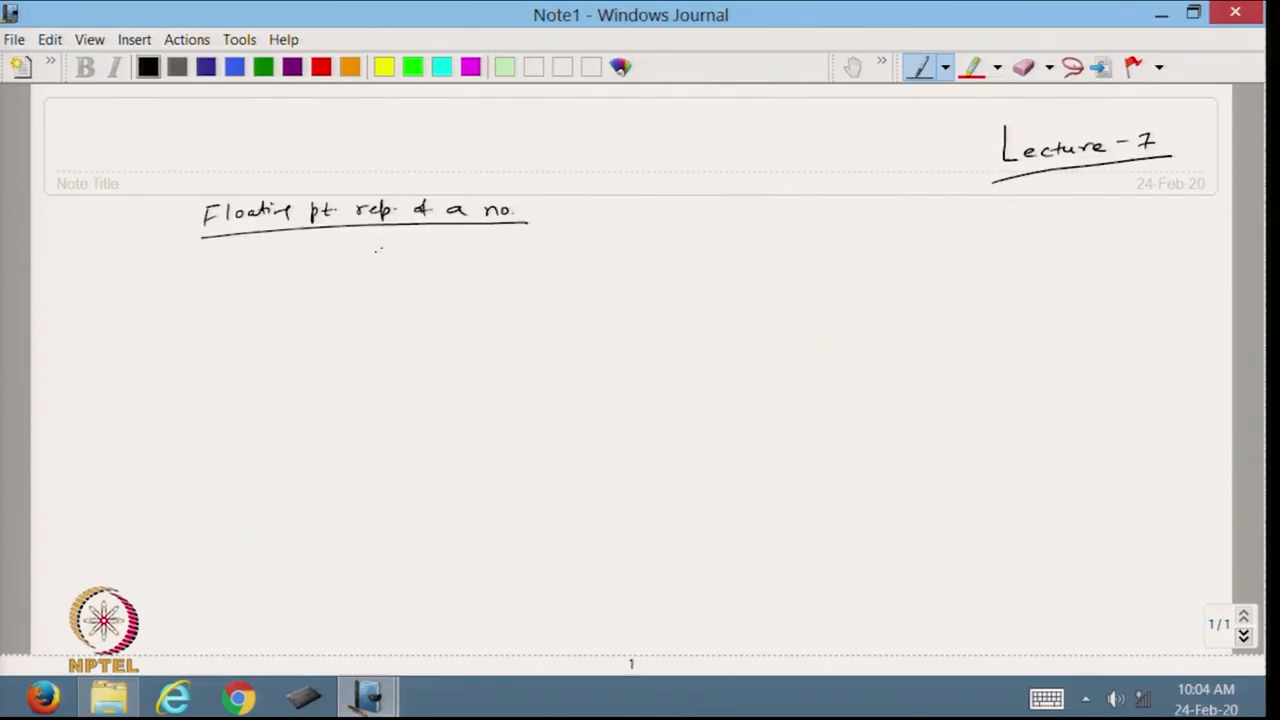 Note1 - Windows Journal
File Edit View Insert Actions Tools Help
B I
Lecture - 7
Note Title
24-Feb-20
Floating pt. rep. of a no.
1/1
NPTEL
1
10:04 AM
24-Feb-20